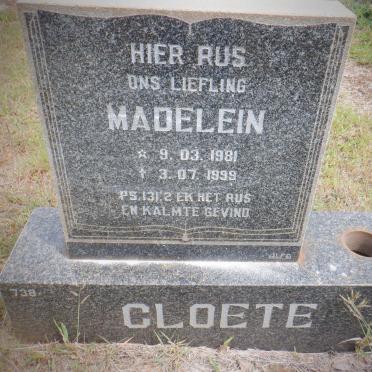 HIER RUS
ONS LIEFLING
MADELEIN
☆ 9. 03. 1981
† 3. 07. 1999
PS.131:2 EK HET RUS
EN KALMTE GEVIND
738
CLOETE